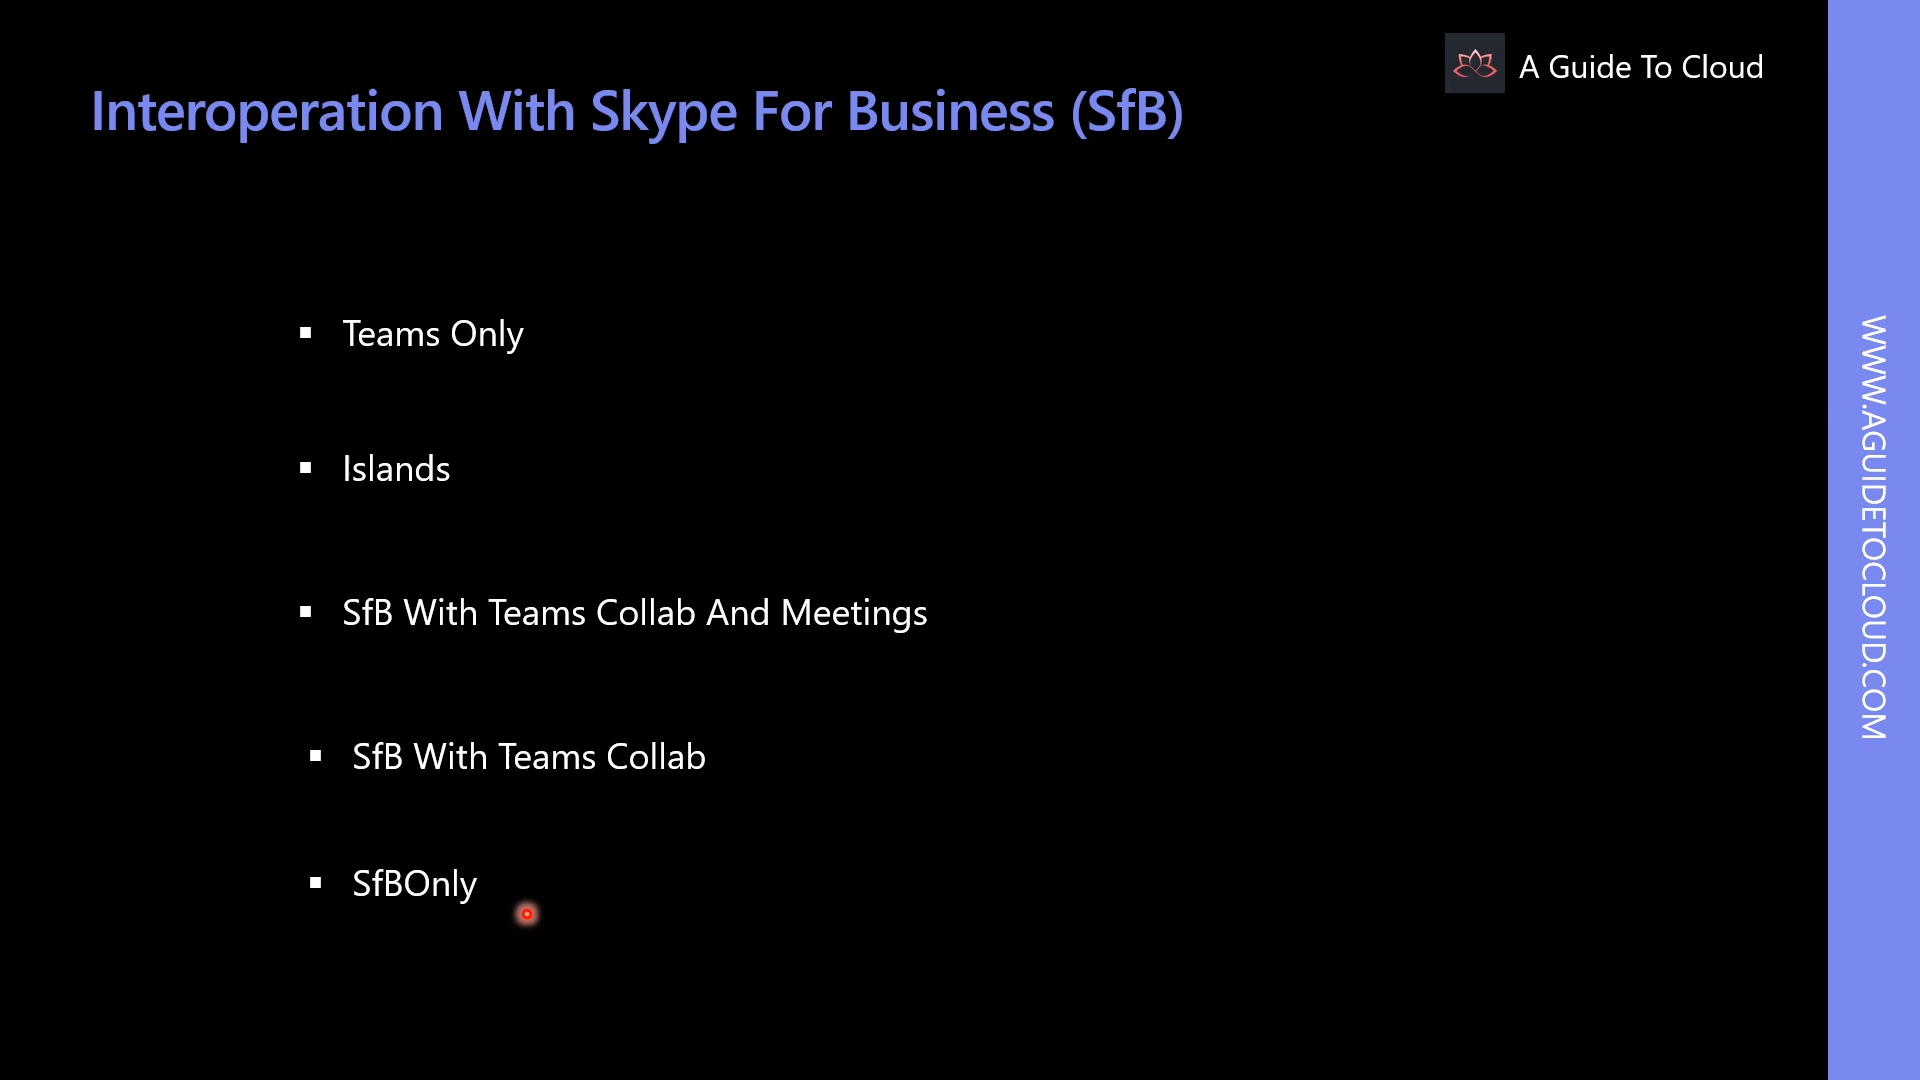 A Guide To Cloud
Interoperation With Skype For Business (SfB)
Teams Only
Islands
SfB With Teams Collab And Meetings
SfB With Teams Collab
SfBOnly
WWW.AGUIDETOCLOUD.COM